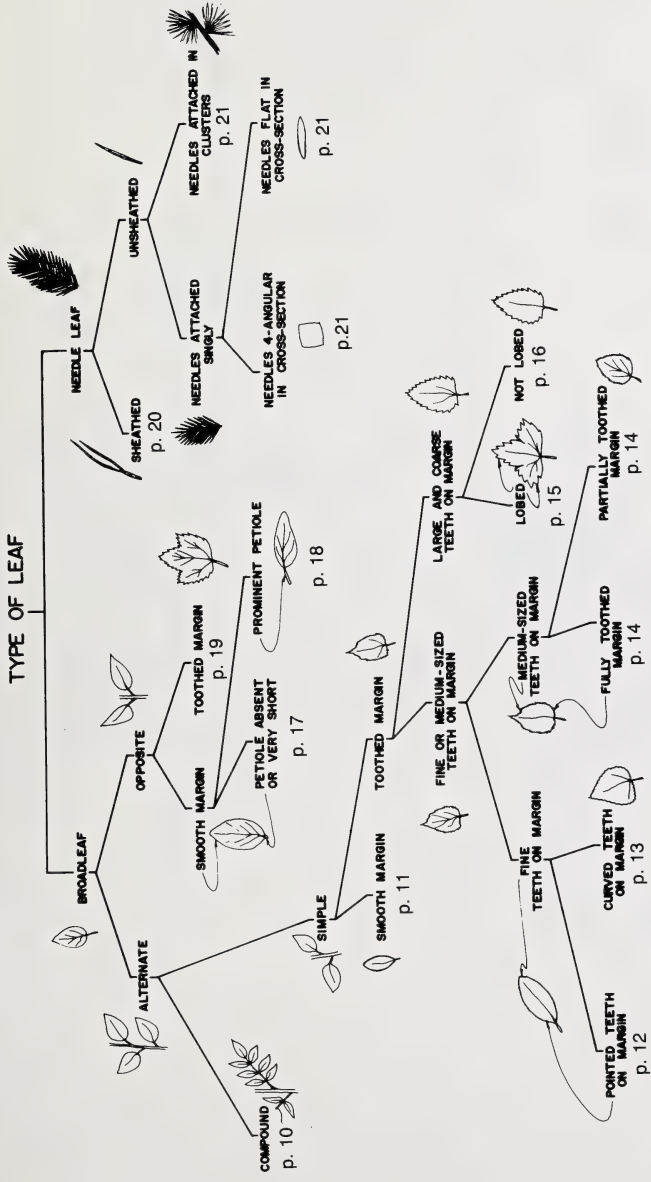 TYPE OF LEAF
BROADLEAF
NEEDLE LEAF
ALTERNATE
OPPOSITE
SHEATHED
p. 20
UNSHEATHED
COMPOUND
p. 10
SIMPLE
SMOOTH MARGIN
TOOTHED MARGIN
p. 19
NEEDLES ATTACHED
SINGLY
NEEDLES ATTACHED IN
CLUSTERS
p. 21
SMOOTH MARGIN
p. 11
TOOTHED MARGIN
PETIOLE ABSENT
OR VERY SHORT
p. 17
PROMINENT PETIOLE
p. 18
NEEDLES 4-ANGULAR
IN CROSS-SECTION
p.21
NEEDLES FLAT IN
CROSS-SECTION
p. 21
FINE OR MEDIUM-SIZED
TEETH ON MARGIN
LARGE AND COARSE
TEETH ON MARGIN
FINE
TEETH ON MARGIN
MEDIUM-SIZED
TEETH ON MARGIN
LOBED
p. 15
NOT LOBED
p. 16
POINTED TEETH
ON MARGIN
p. 12
CURVED TEETH
ON MARGIN
p. 13
FULLY TOOTHED
MARGIN
p. 14
PARTIALLY TOOTHED
MARGIN
p. 14